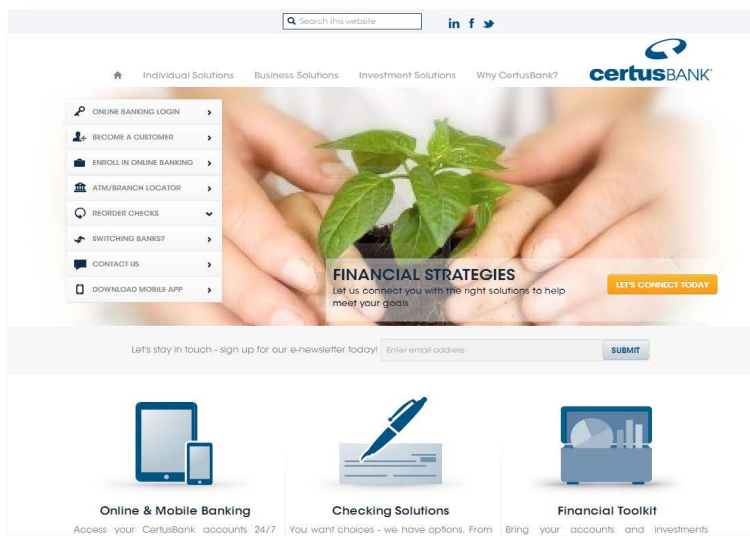 Search this website
in f
Individual Solutions Business Solutions Investment Solutions Why CertusBank?
certusBANK
ONLINE BANKING LOGIN
BECOME A CUSTOMER
ENROLL IN ONLINE BANKING
ATM/BRANCH LOCATOR
REORDER CHECKS
SWITCHING BANKS?
CONTACT US
DOWNLOAD MOBILE APP
FINANCIAL STRATEGIES
Let us connect you with the right solutions to help
meet your goals
LET'S CONNECT TODAY
Let's stay in touch - sign up for our e-newsletter today! Enter email address SUBMIT
Online & Mobile Banking
Access your CertusBank accounts 24/7
Checking Solutions
You want choices - we have options. From
Financial Toolkit
Bring your accounts and investments